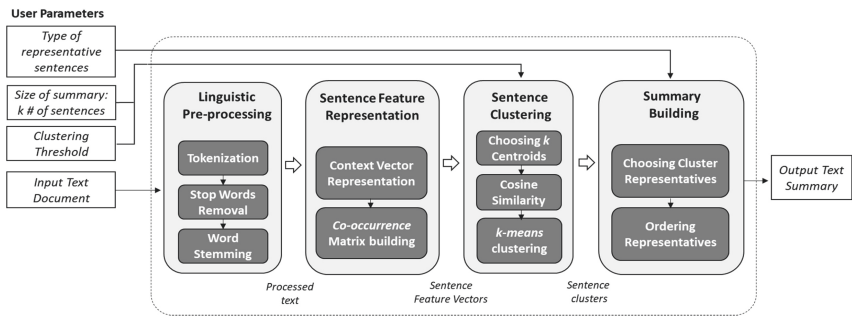 User Parameters
Type of
representative
sentences
Size of summary:
k # of sentences
Clustering
Threshold
Input Text
Document
Linguistic
Pre-processing
Tokenization
Stop Words
Removal
Word
Stemming
Processed
text
Sentence Feature
Representation
Context Vector
Representation
Co-occurrence
Matrix building
Sentence
Feature Vectors
Sentence
Clustering
Choosing k
Centroids
Cosine
Similarity
k-means
clustering
Sentence
clusters
Summary
Building
Choosing Cluster
Representatives
Ordering
Representatives
Output Text
Summary